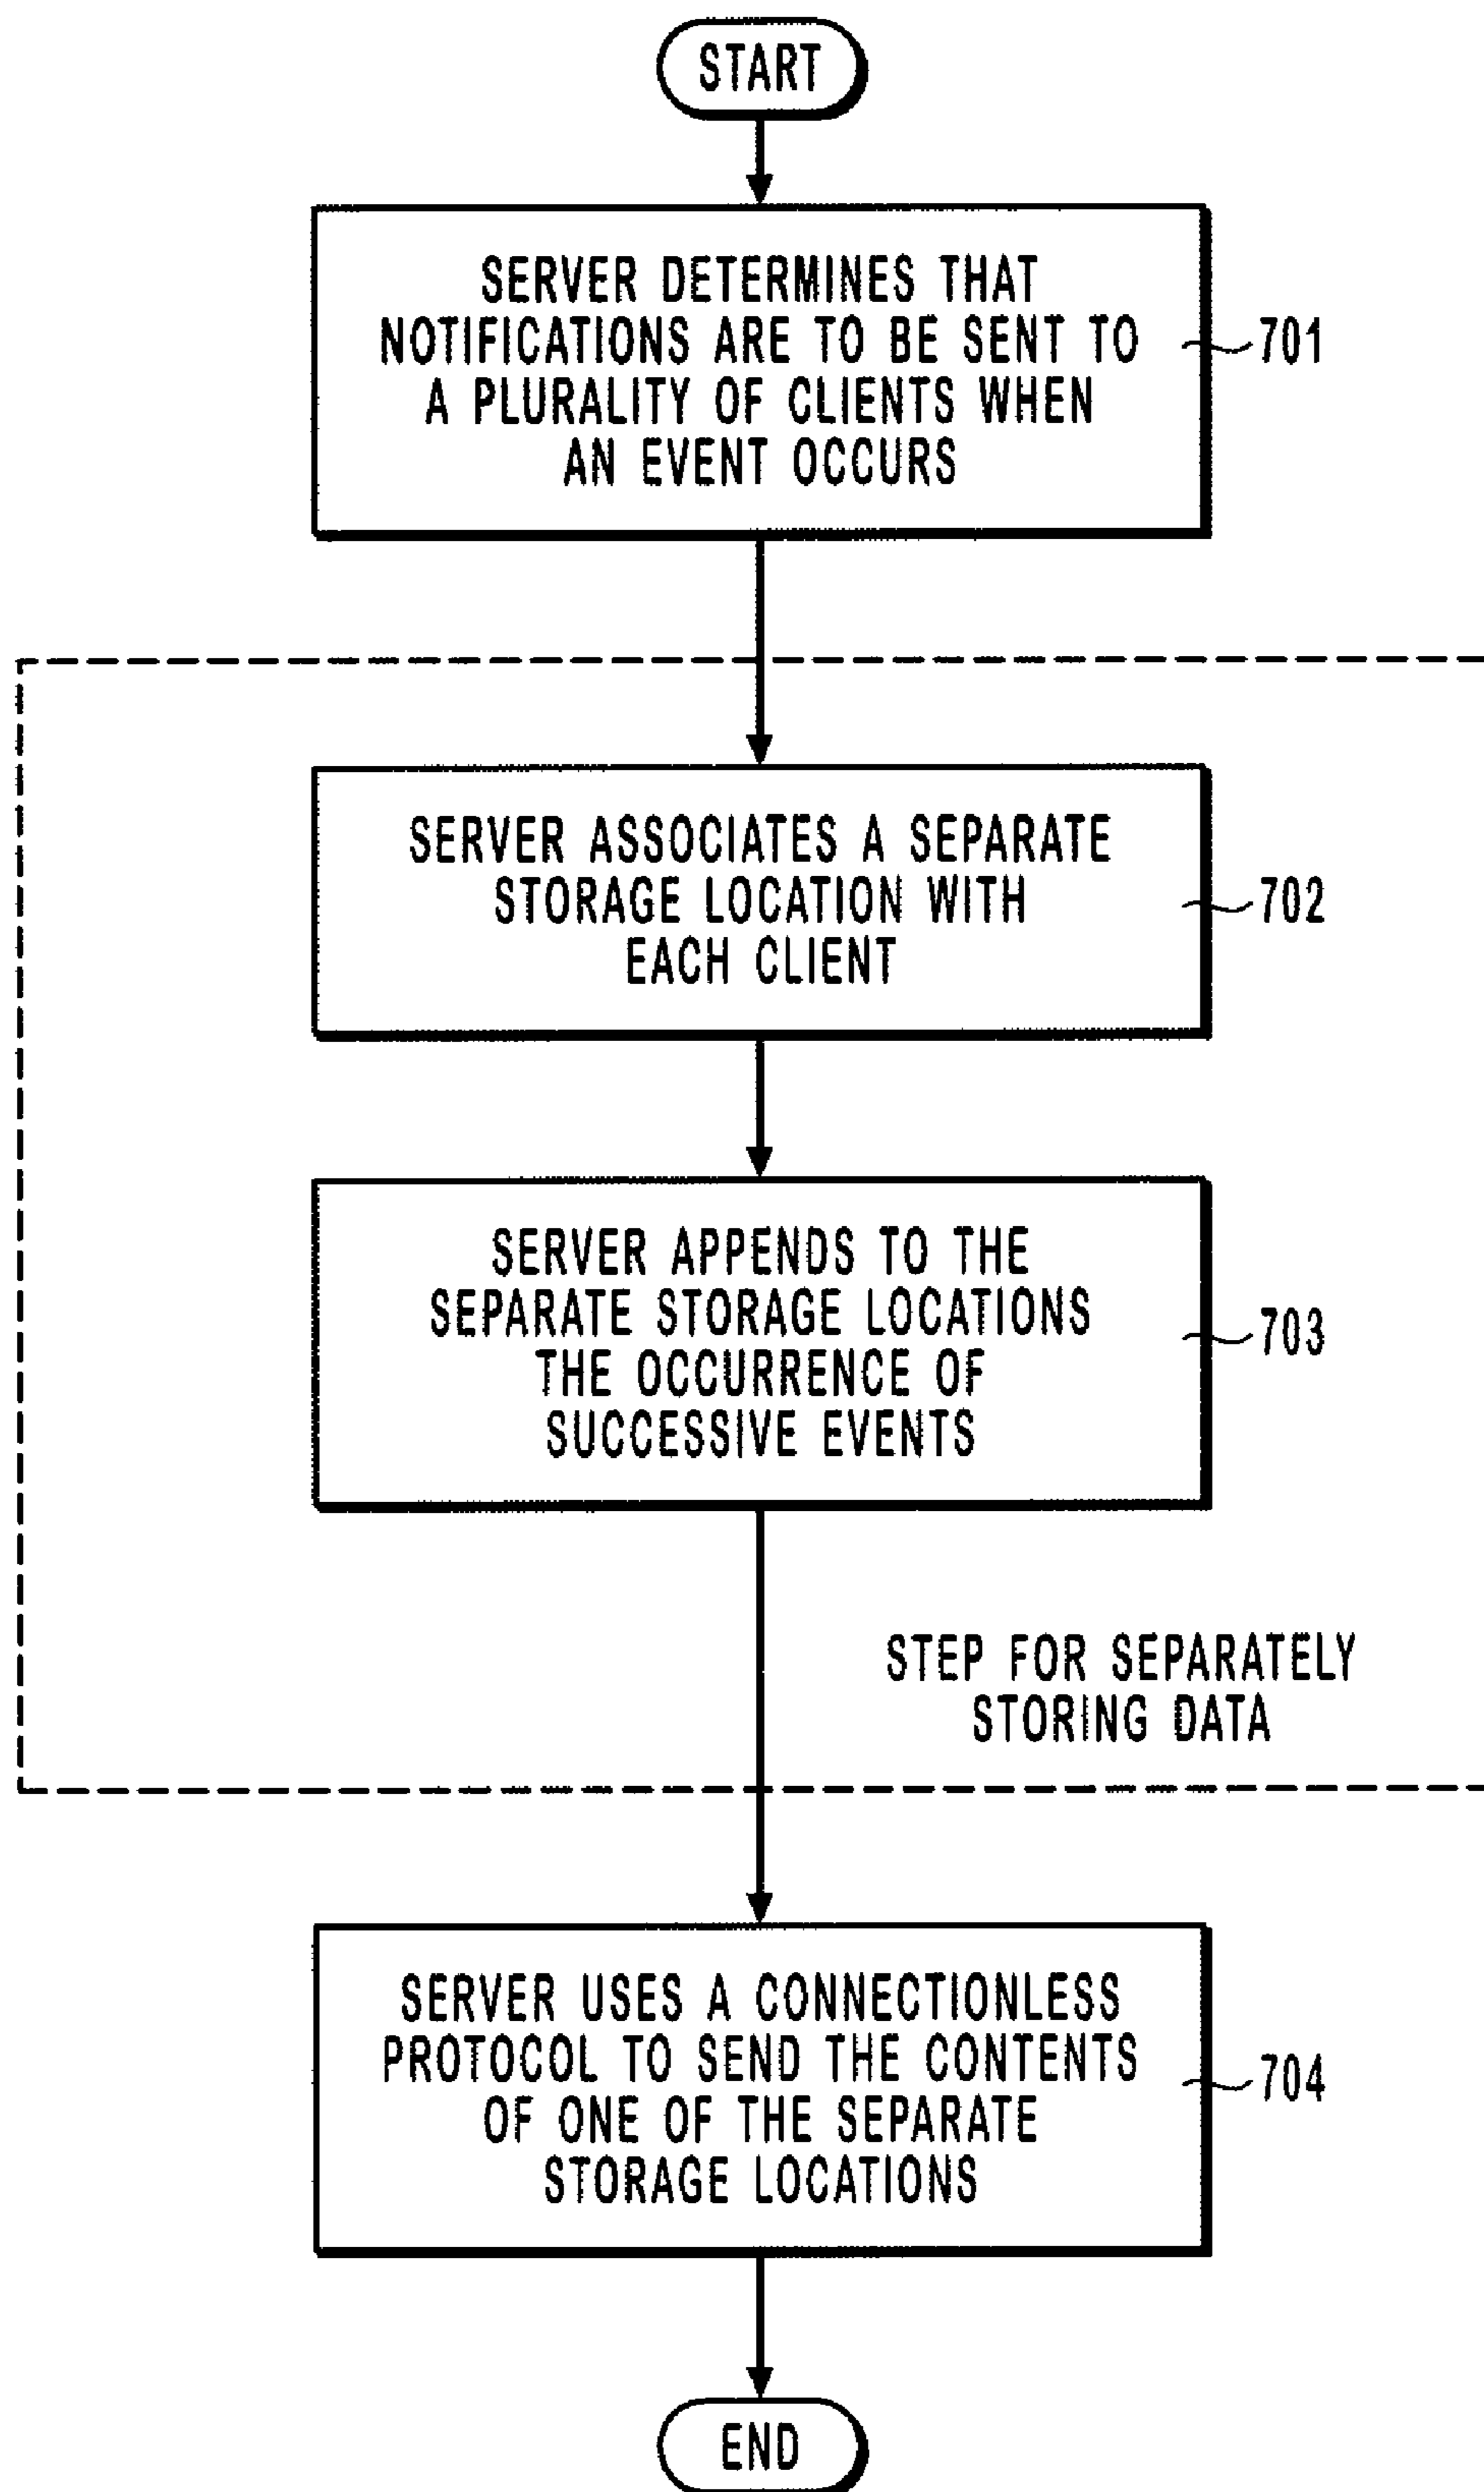 START
SERVER DETERMINES THAT
NOTIFICATIONS ARE TO BE SENT TO
A PLURALITY OF CLIENTS WHEN
AN EVENT OCCURS
701
SERVER ASSOCIATES A SEPARATE
STORAGE LOCATION WITH
EACH CLIENT
702
SERVER APPENDS TO THE
SEPARATE STORAGE LOCATIONS
THE OCCURRENCE OF
SUCCESSIVE EVENTS
703
STEP FOR SEPARATELY
STORING DATA
SERVER USES A CONNECTIONLESS
PROTOCOL TO SEND THE CONTENTS
OF ONE OF THE SEPARATE
STORAGE LOCATIONS
704
END